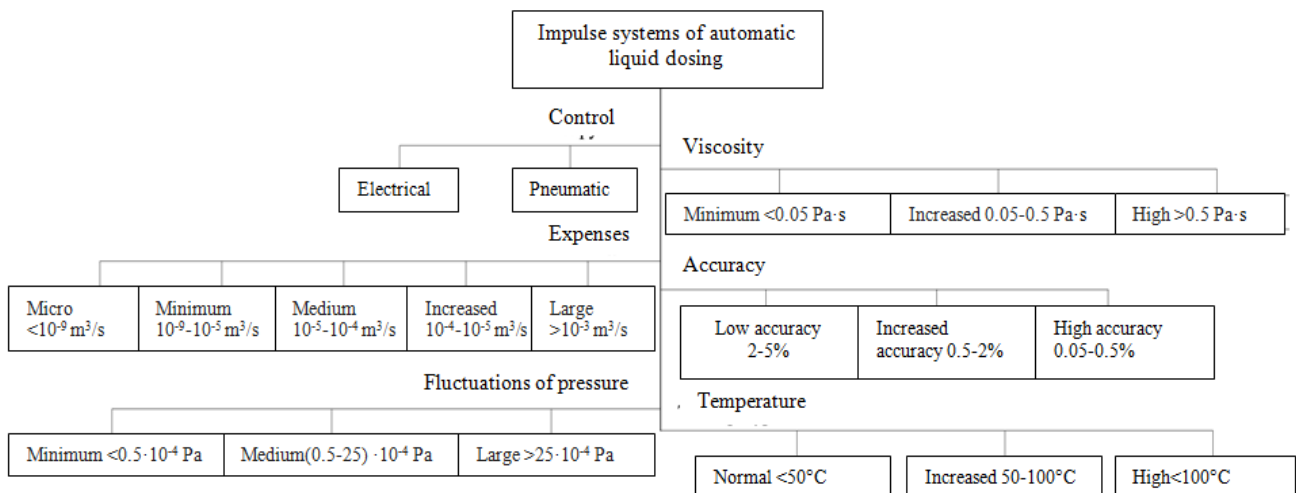 Impulse systems of automatic
liquid dosing
Control
Electrical
Pneumatic
Expenses
Micro
<10⁻⁹ m³/s
Minimum
10⁻⁹-10⁻⁵ m³/s
Medium
10⁻⁵-10⁻⁴ m³/s
Increased
10⁻⁴-10⁻⁵ m³/s
Large
>10⁻³ m³/s
Fluctuations of pressure
Minimum <0.5·10⁻⁴ Pa
Medium(0.5-25) ·10⁻⁴ Pa
Large >25·10⁻⁴ Pa
Viscosity
Minimum <0.05 Pa·s
Increased 0.05-0.5 Pa·s
High >0.5 Pa·s
Accuracy
Low accuracy
2-5%
Increased
accuracy 0.5-2%
High accuracy
0.05-0.5%
Temperature
Normal <50°C
Increased 50-100°C
High<100°C